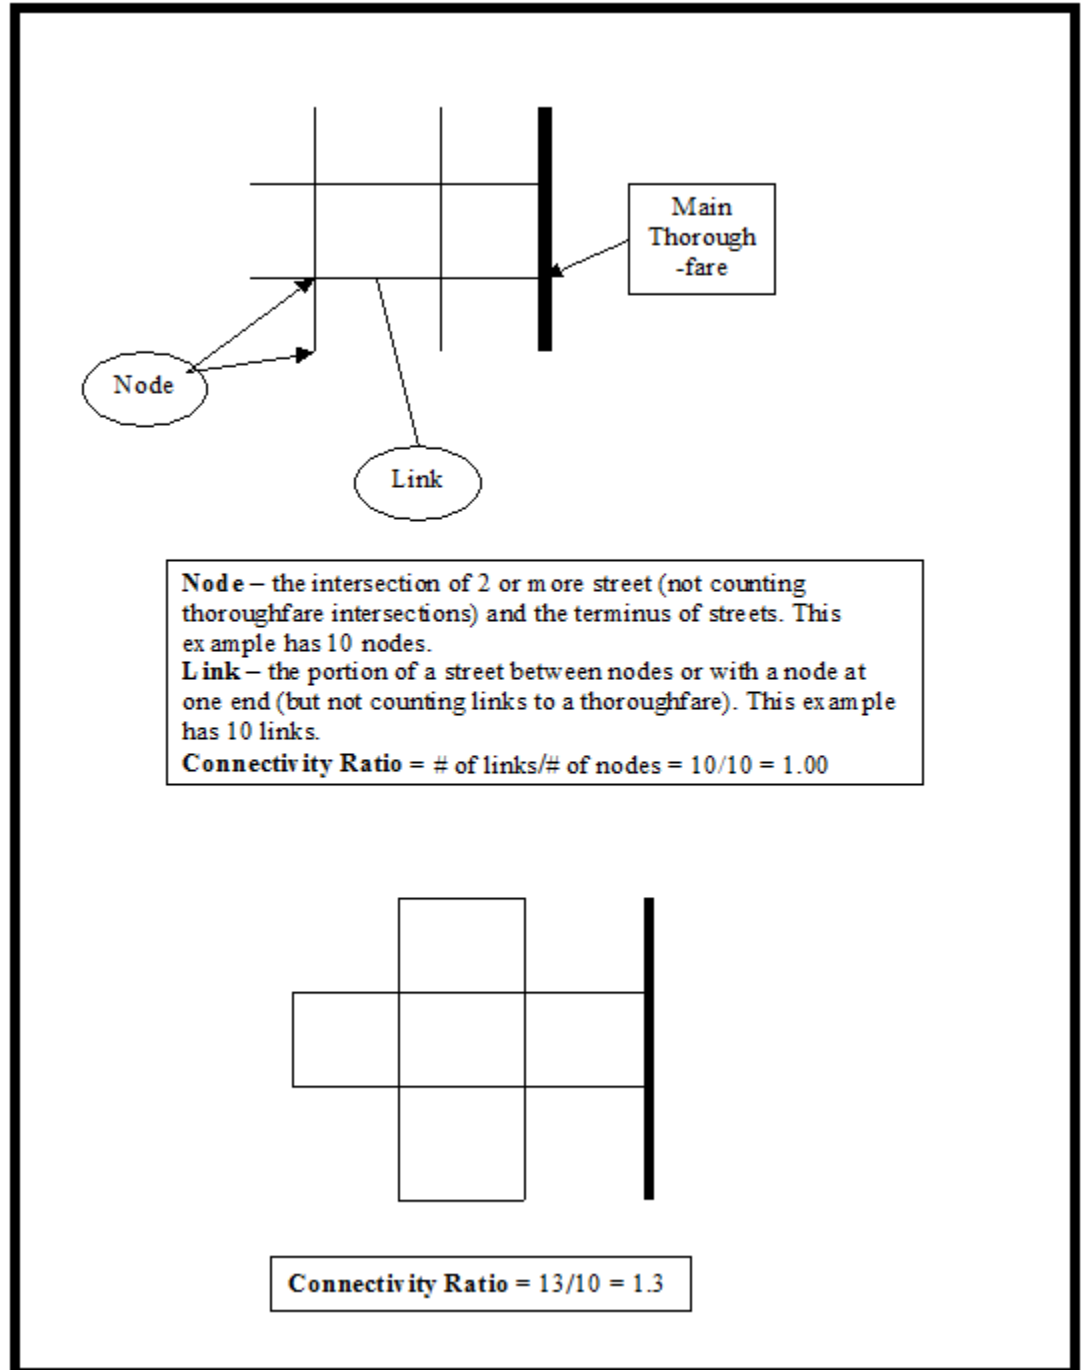 Main
Thorough
-fare
Node
Link
Node – the intersection of 2 or more street (not counting
thoroughfare intersections) and the terminus of streets. This
example has 10 nodes.
Link – the portion of a street between nodes or with a node at
one end (but not counting links to a thoroughfare). This example
has 10 links.
Connectivity Ratio = # of links/# of nodes = 10/10 = 1.00
Connectivity Ratio = 13/10 = 1.3